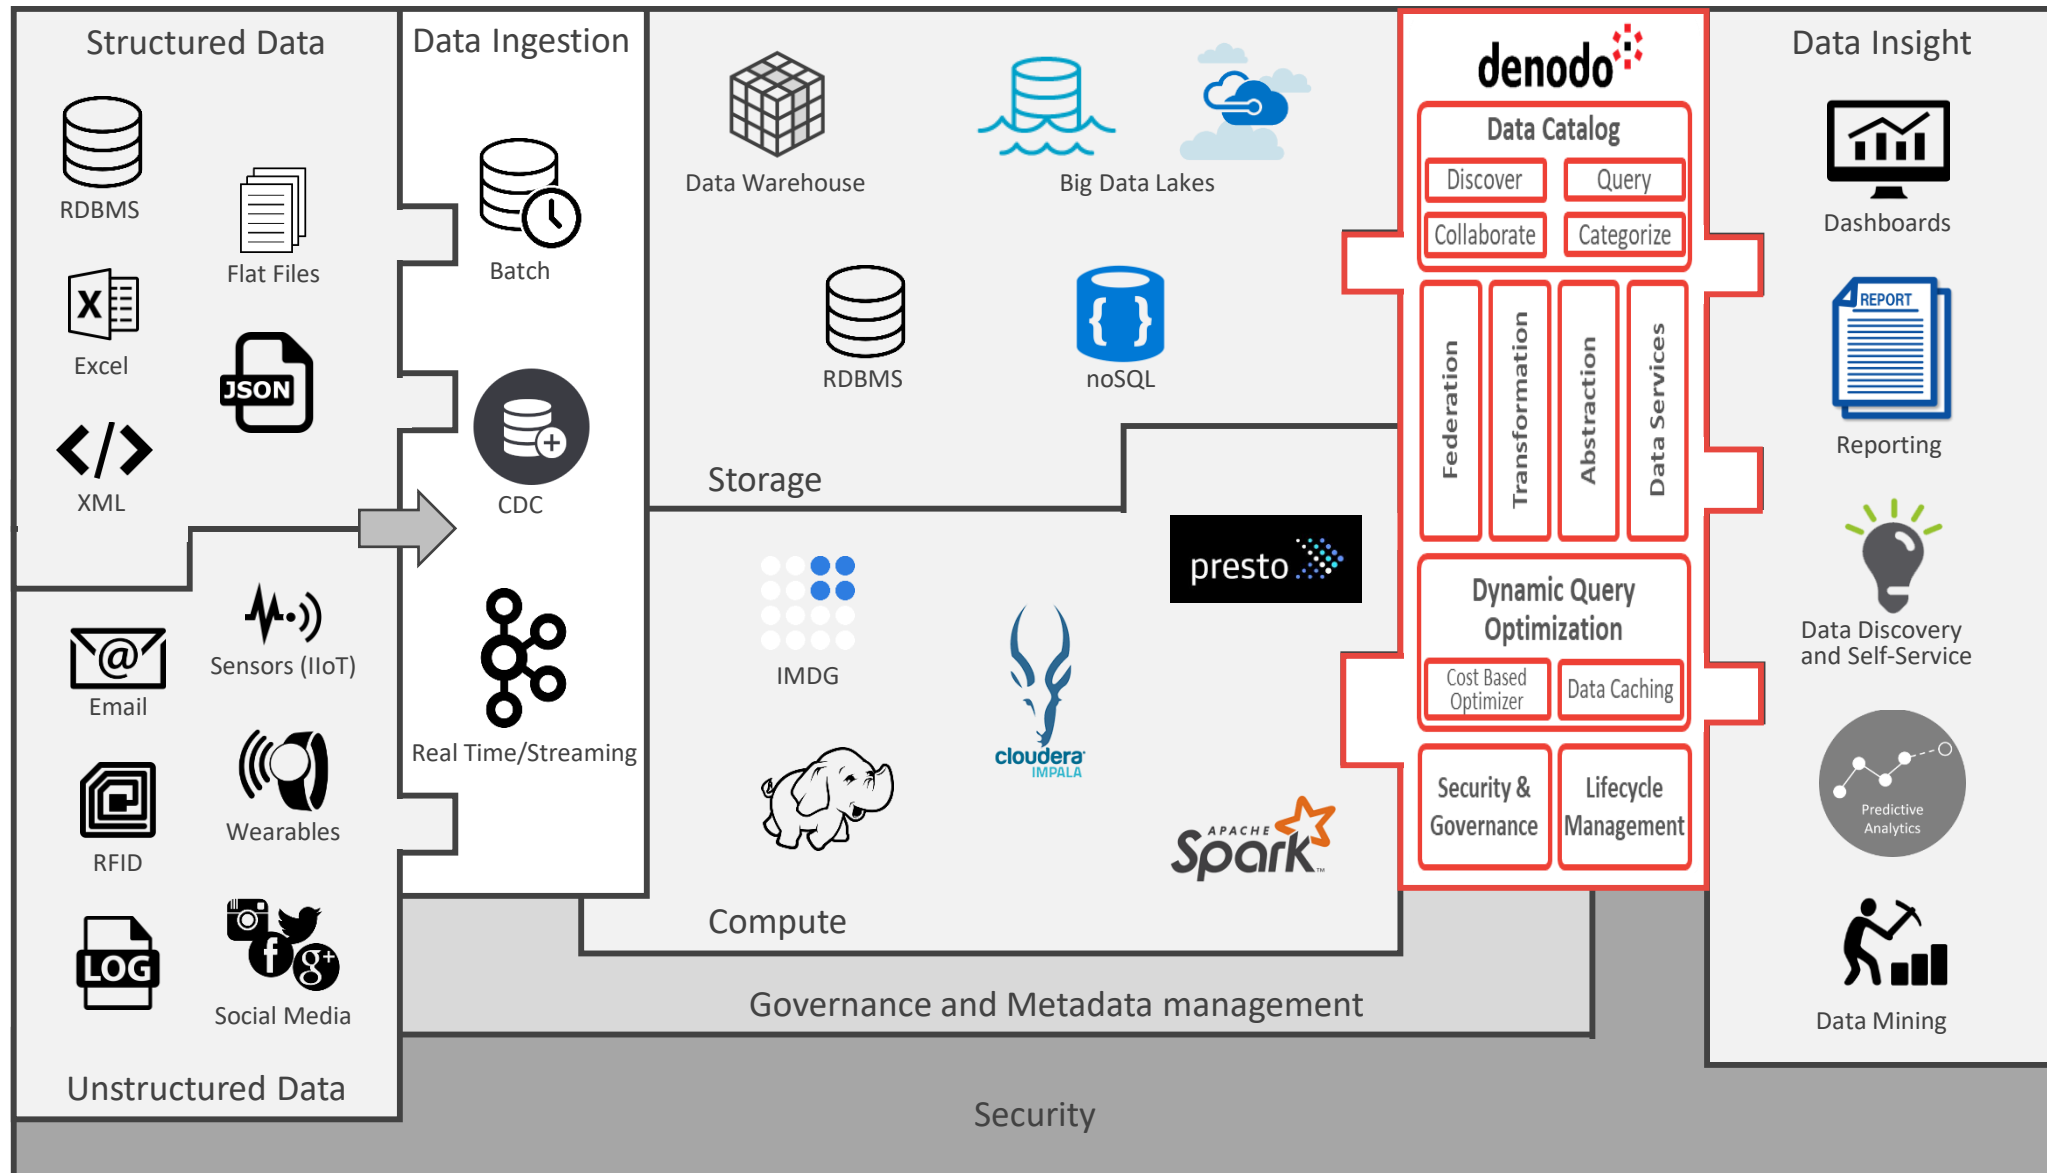 Structured Data
RDBMS
Flat Files
X
Excel
JSON
XML
Data Ingestion
Batch
CDC
Real Time/Streaming
@
Email
Sensors (IIoT)
RFID
Wearables
LOG
f
g+
Social Media
Unstructured Data
Data Warehouse
Big Data Lakes
RDBMS
{ }
noSQL
Storage
IMDG
cloudera
IMPALA
presto
APACHE
Spark™
Compute
denodo
Data Catalog
Discover
Query
Collaborate
Categorize
Federation
Transformation
Abstraction
Data Services
Dynamic Query
Optimization
Cost Based
Optimizer
Data Caching
Security &
Governance
Lifecycle
Management
Data Insight
Dashboards
REPORT
Reporting
Data Discovery
and Self-Service
Predictive
Analytics
Data Mining
Governance and Metadata management
Security